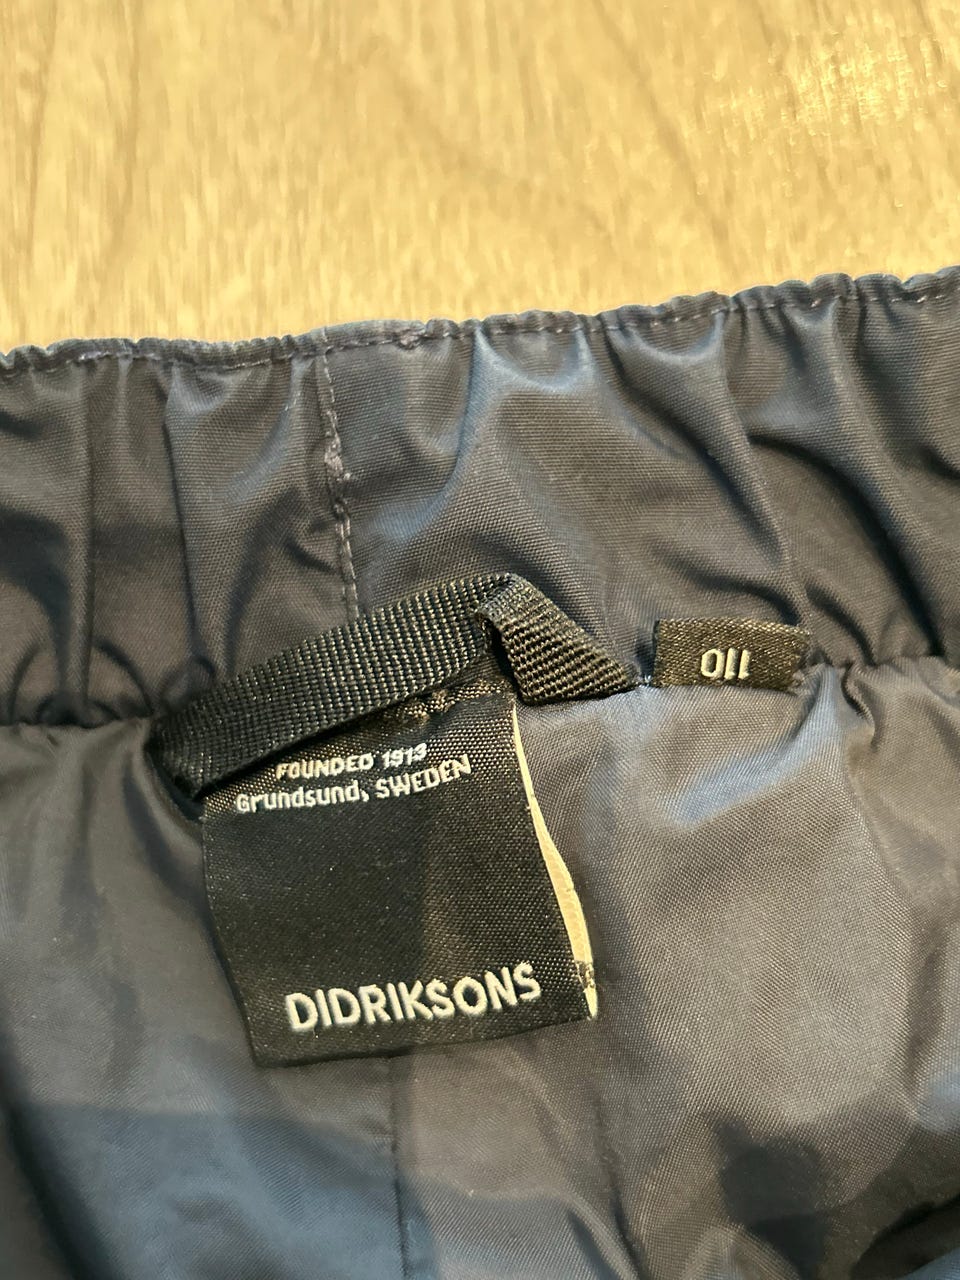 110
FOUNDED 1913
Grundsund, SWEDEN
DIDRIKSONS